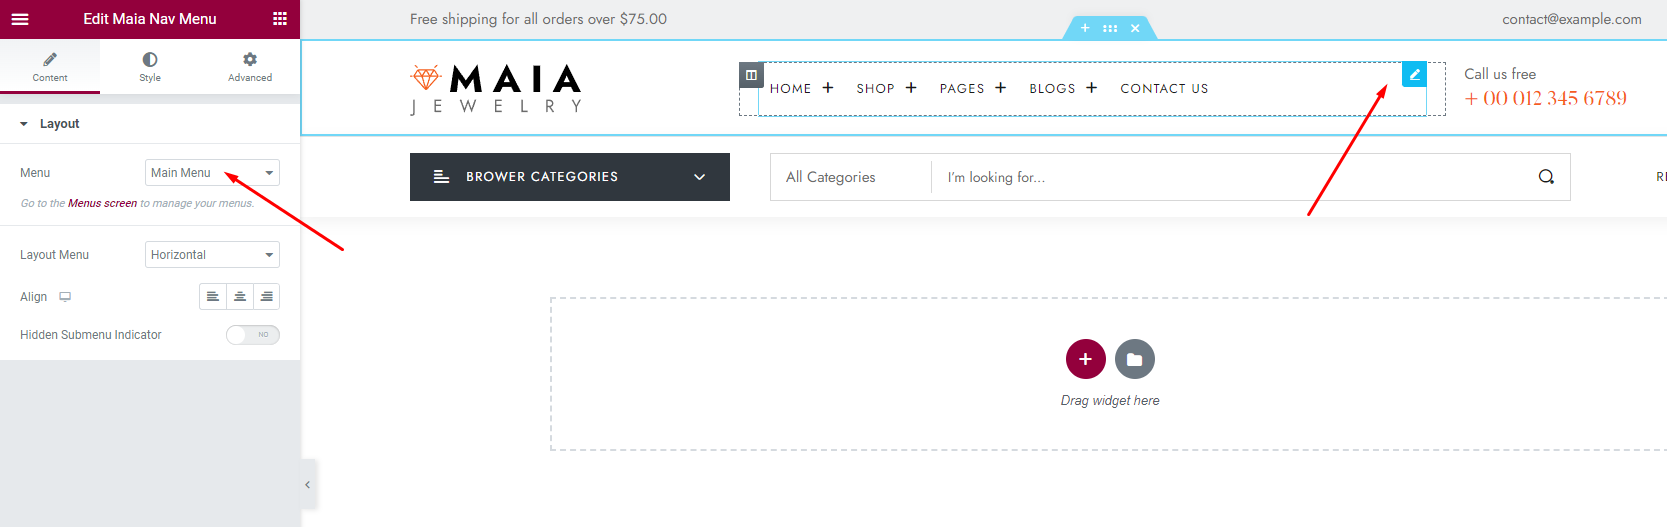 Edit Maia Nav Menu
Content
Style
Advanced
Layout
Menu
Main Menu
Go to the Menus screen to manage your menus.
Layout Menu
Horizontal
Align
Hidden Submenu Indicator
NO
Free shipping for all orders over $75.00
contact@example.com
MAIA
JEWELRY
HOME
SHOP
PAGES
BLOGS
CONTACT US
Call us free
+ 00 012 345 6789
BROWER CATEGORIES
All Categories
I'm looking for...
RE
Drag widget here